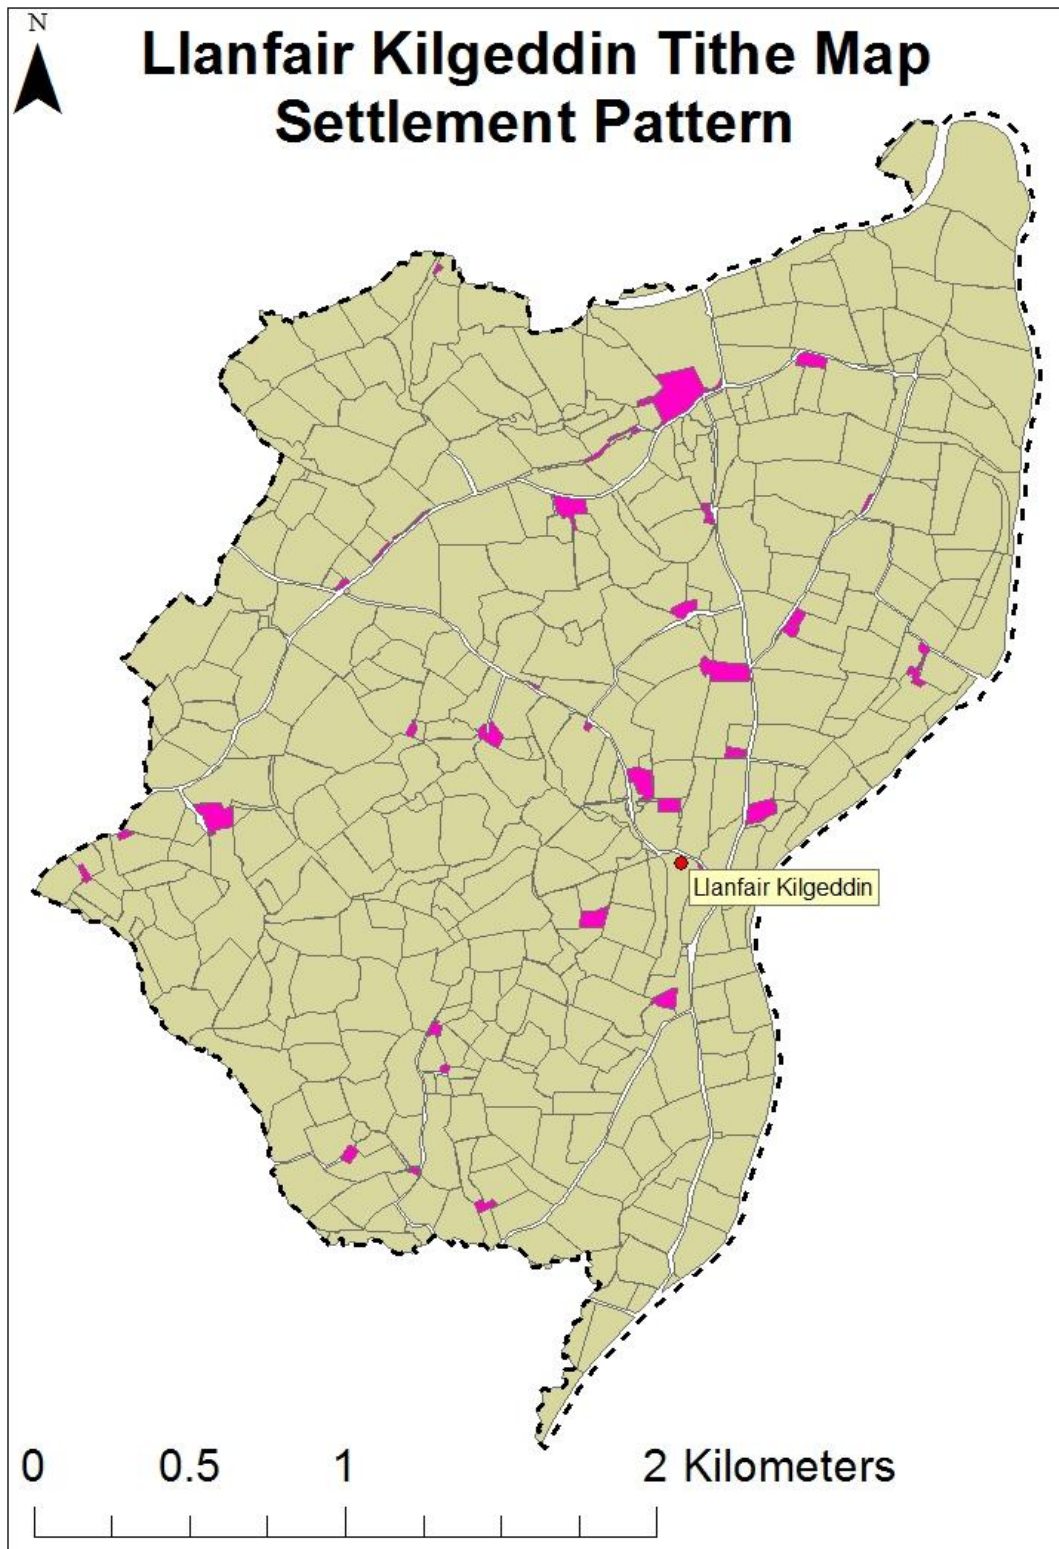 N
Llanfair Kilgeddin Tithe Map
Settlement Pattern
Llanfair Kilgeddin
0 0.5 1 2 Kilometers